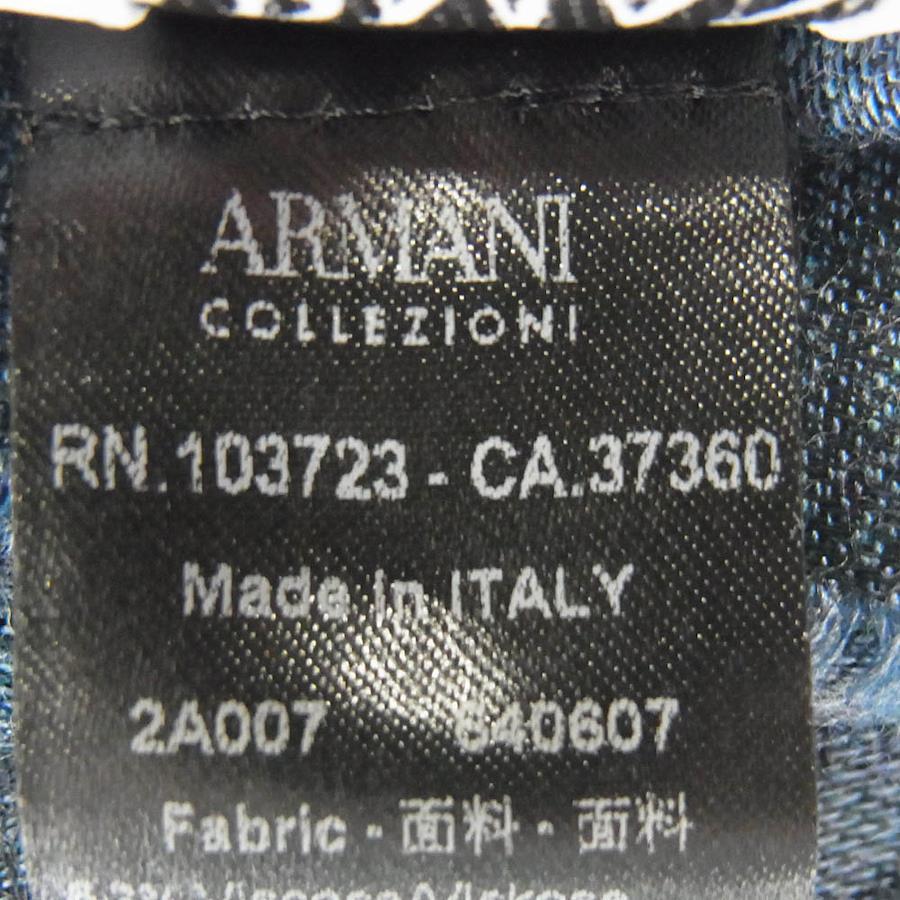 ARMANI
COLLEZIONI
RN.103723 - CA.37360
Made in ITALY
2A007 640607
Fabric - 面料 - 面料